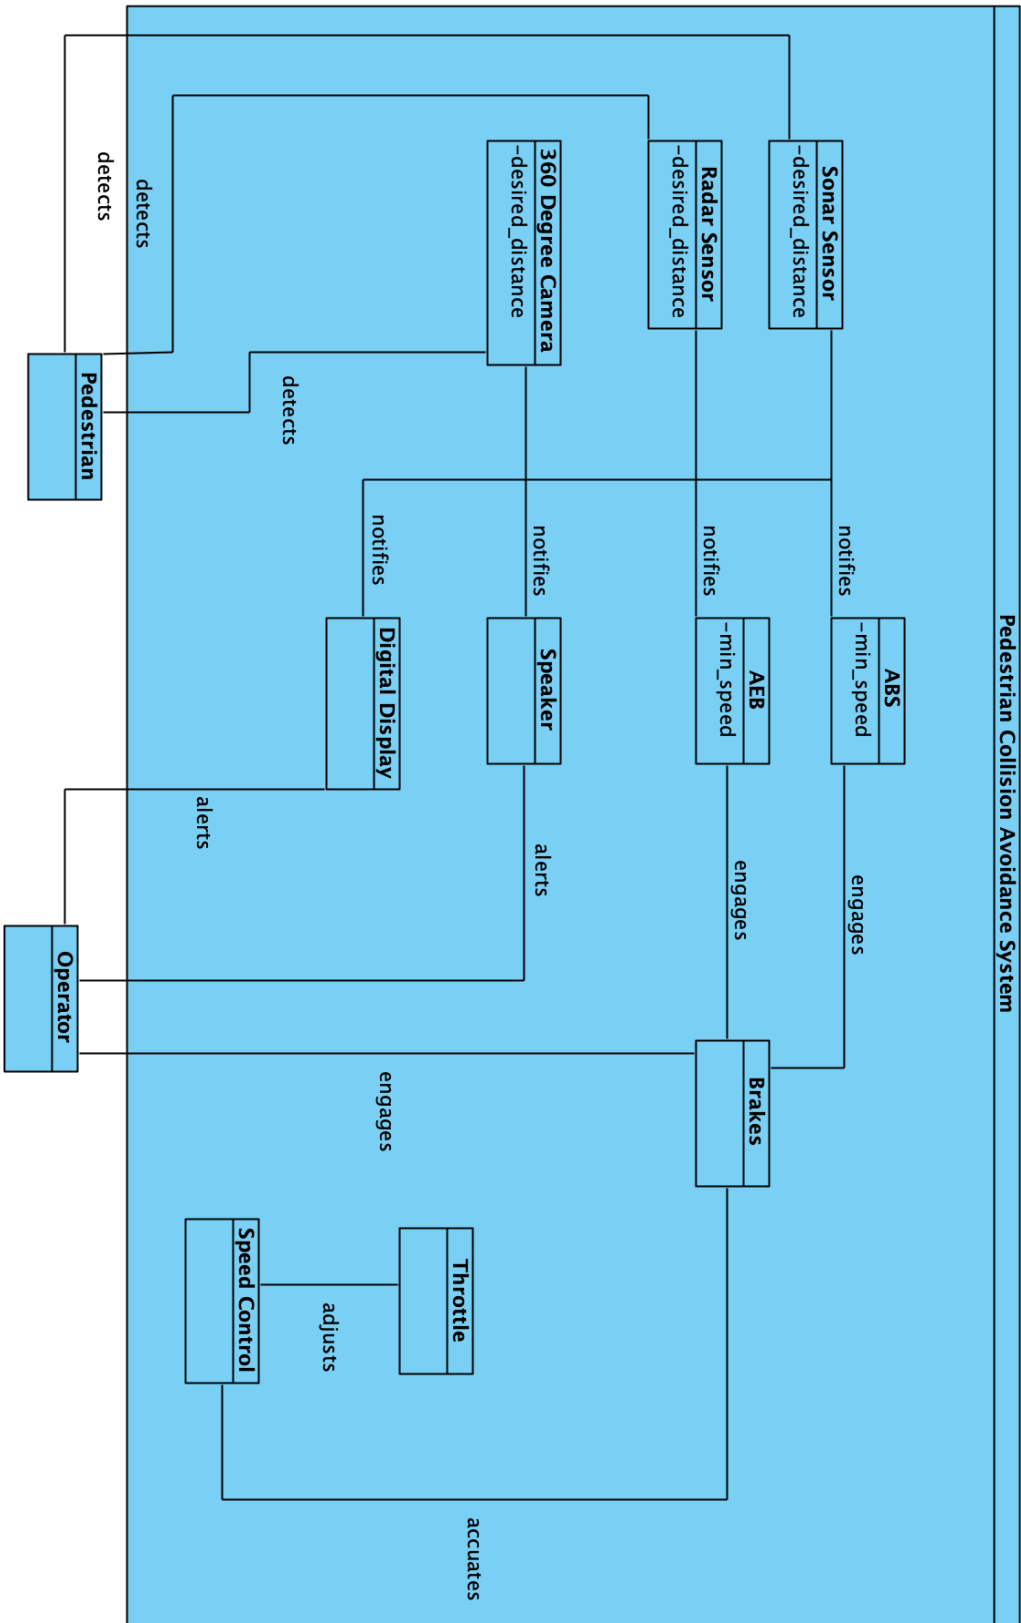 Pedestrian Collision Avoidance System
Sonar Sensor
-desired_distance
notifies
ABS
-min_speed
engages
Radar Sensor
-desired_distance
notifies
AEB
-min_speed
engages
Brakes
360 Degree Camera
-desired_distance
notifies
Speaker
alerts
Throttle
accuates
notifies
Digital Display
engages
adjusts
detects
alerts
Speed Control
detects
detects
Pedestrian
Operator